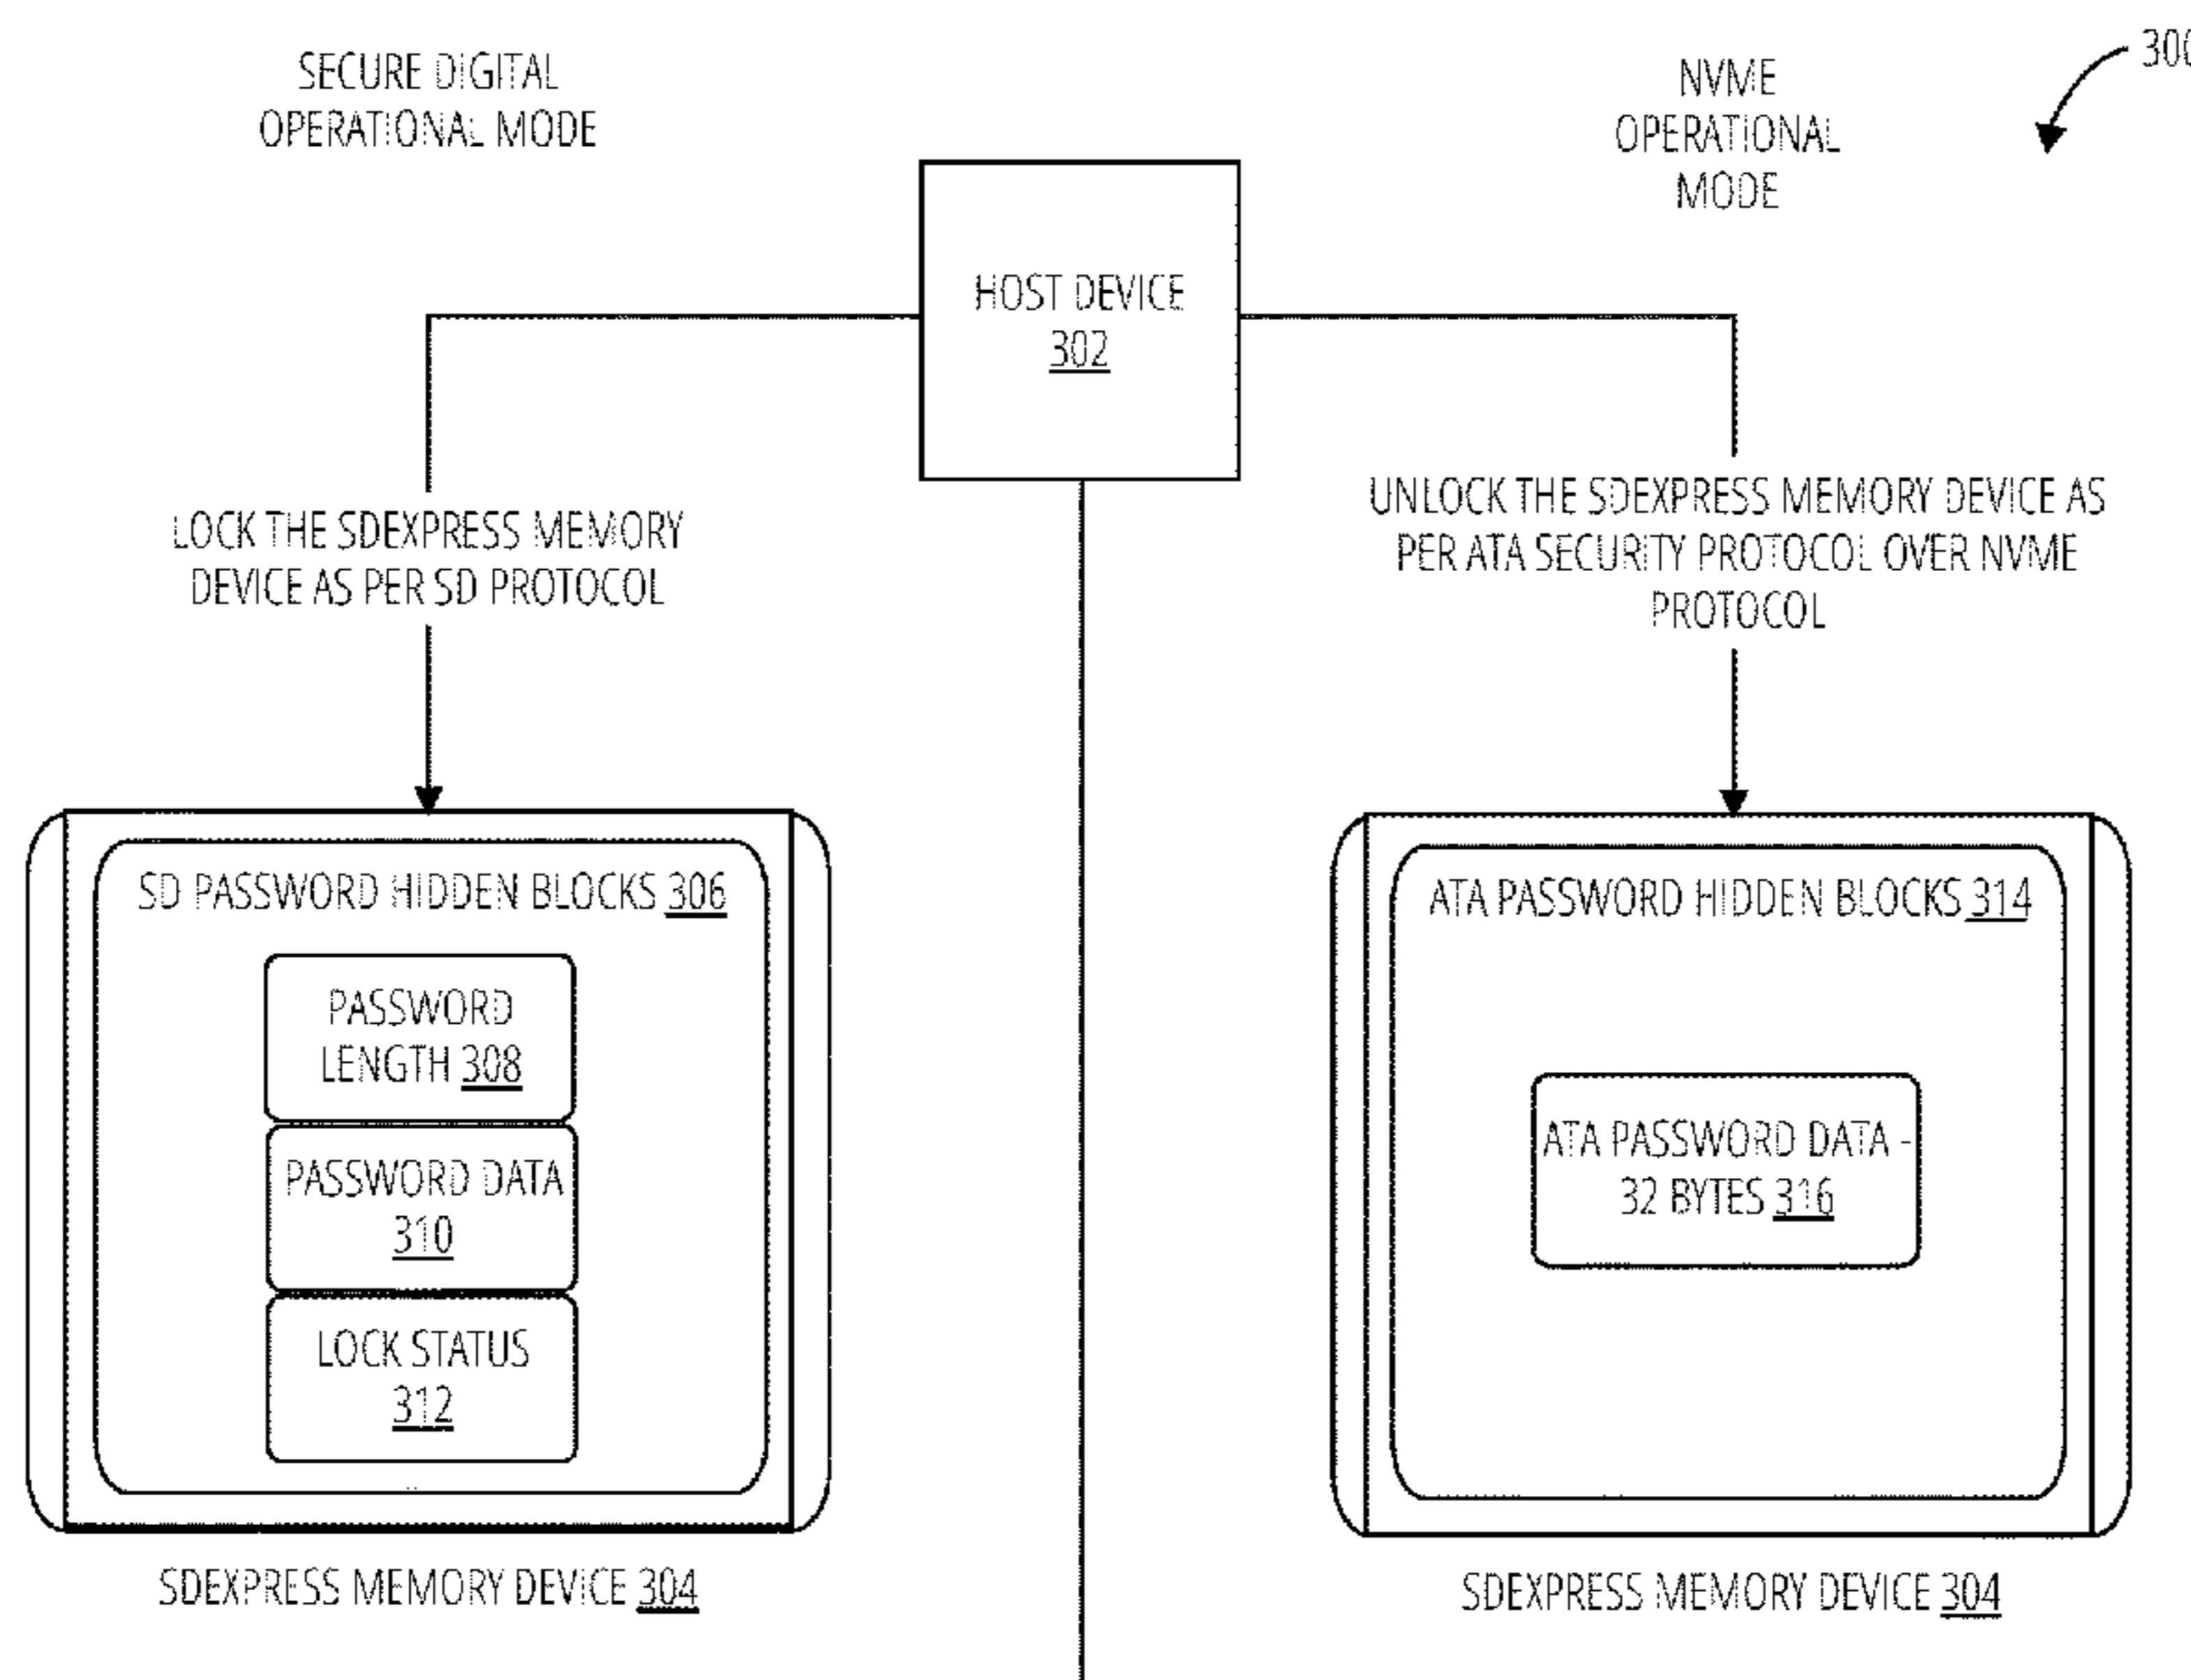 SECURE DIGITAL
OPERATIONAL MODE
NVME
OPERATIONAL
MODE
300
HOST DEVICE
302
LOCK THE SDEXPRESS MEMORY
DEVICE AS PER SD PROTOCOL
UNLOCK THE SDEXPRESS MEMORY DEVICE AS
PER ATA SECURITY PROTOCOL OVER NVME
PROTOCOL
SD PASSWORD HIDDEN BLOCKS 306
PASSWORD
LENGTH 308
PASSWORD DATA
310
LOCK STATUS
312
SDEXPRESS MEMORY DEVICE 304
ATA PASSWORD HIDDEN BLOCKS 314
ATA PASSWORD DATA -
32 BYTES 316
SDEXPRESS MEMORY DEVICE 304